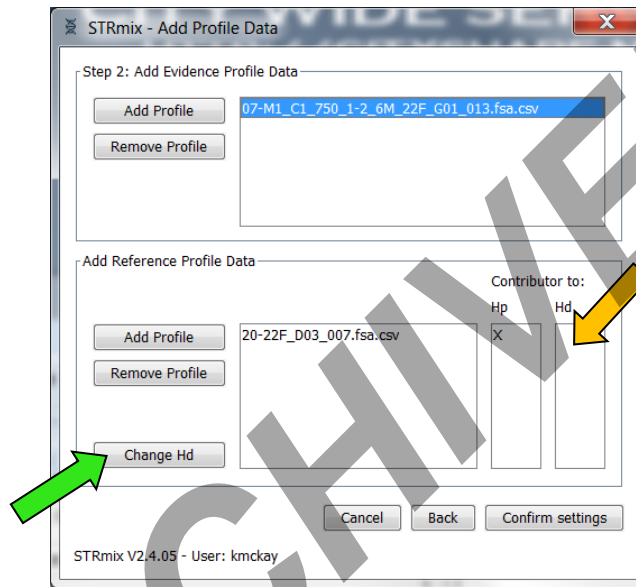 STRmix - Add Profile Data
X
Step 2: Add Evidence Profile Data
Add Profile
07-M1_C1_750_1-2_6M_22F_G01_013.fsa.csv
Remove Profile
Add Reference Profile Data
Contributor to:
Hp Hd
Add Profile
20-22F_D03_007.fsa.csv
X
Remove Profile
Change Hd
Cancel Back Confirm settings
STRmix V2.4.05 - User: kmckay
CHIVE